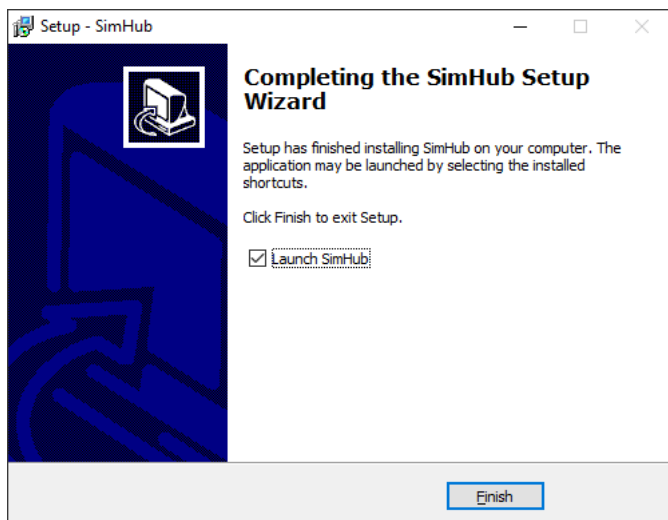 Setup - SimHub
Completing the SimHub Setup
Wizard
Setup has finished installing SimHub on your computer. The
application may be launched by selecting the installed
shortcuts.
Click Finish to exit Setup.
Launch SimHub
Finish